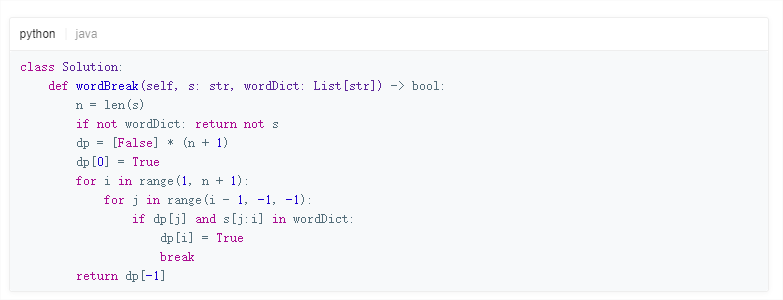 python | java
class Solution:
    def wordBreak(self, s: str, wordDict: List[str]) -> bool:
        n = len(s)
        if not wordDict: return not s
        dp = [False] * (n + 1)
        dp[0] = True
        for i in range(1, n + 1):
            for j in range(i - 1, -1, -1):
                if dp[j] and s[j:i] in wordDict:
                    dp[i] = True
                    break
        return dp[-1]